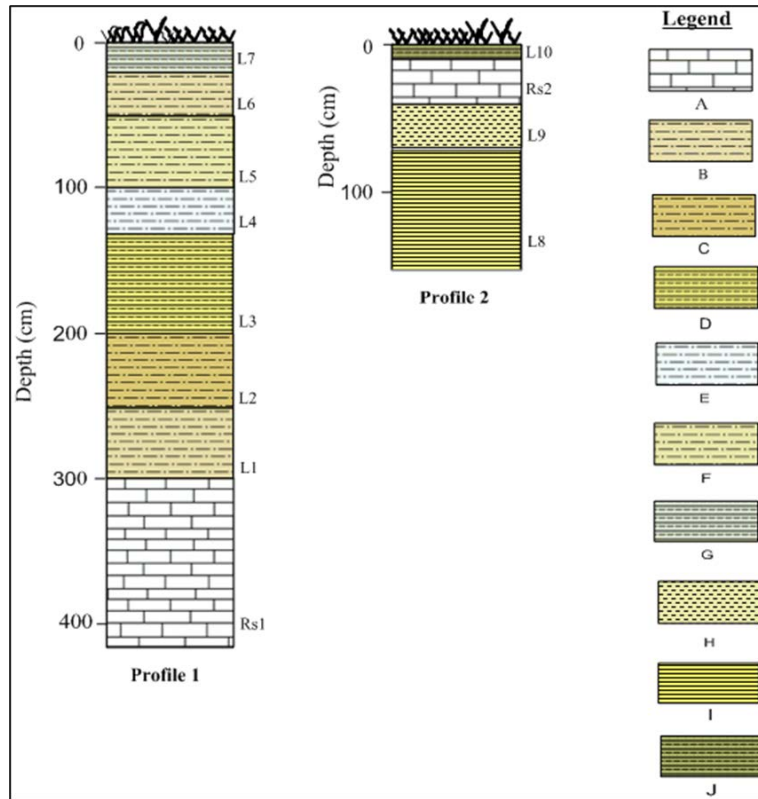 Legend
0
L7
L6
L5
100
L4
L3
200
L2
L1
300
Rs1
400
Depth (cm)
Profile 1
0
L10
Rs2
L9
100
L8
Depth (cm)
Profile 2
A
B
C
D
E
F
G
H
I
J